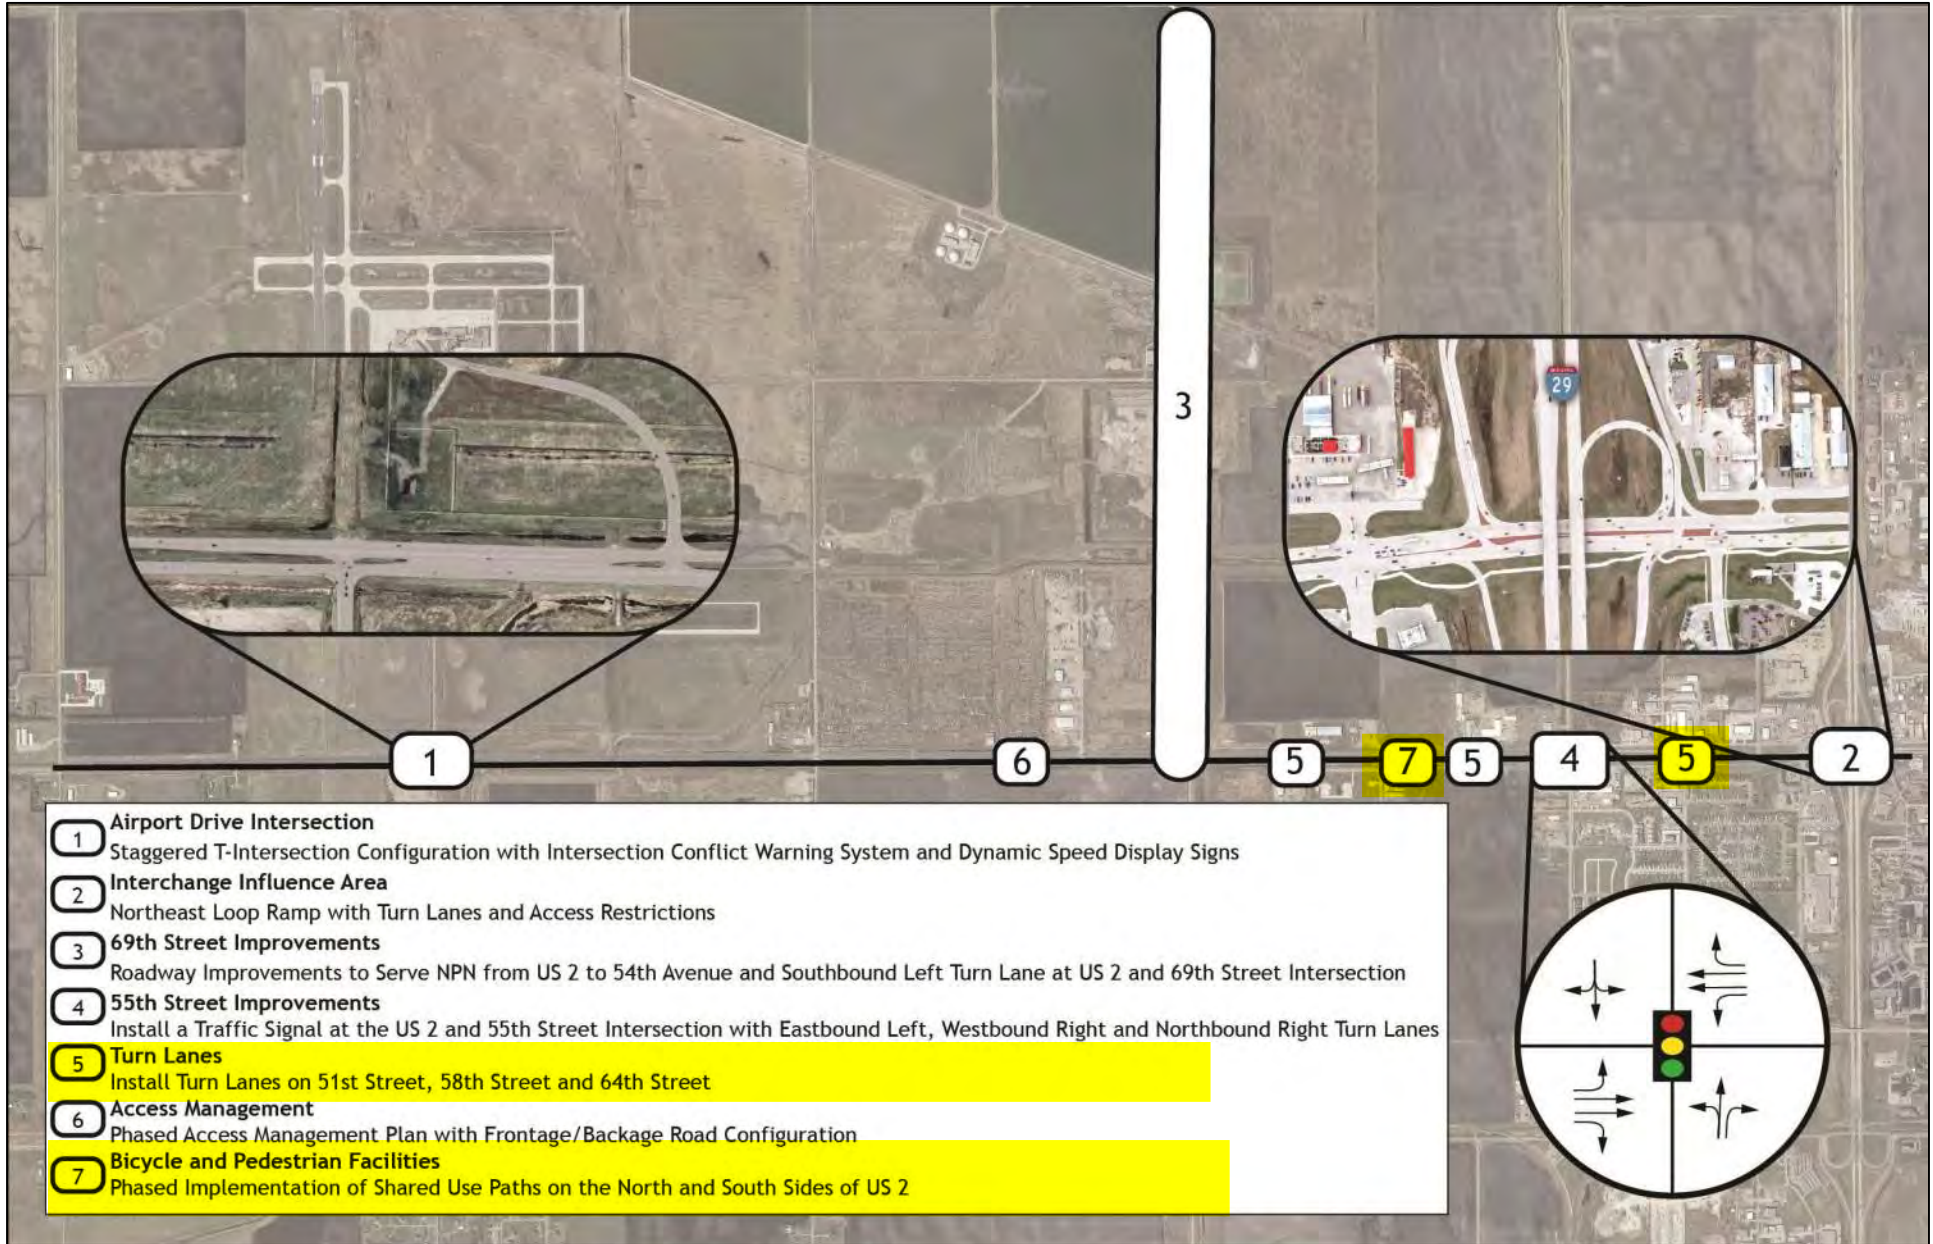 3
29
1
6
5
7
5
4
5
2
1 Airport Drive Intersection
Staggered T-Intersection Configuration with Intersection Conflict Warning System and Dynamic Speed Display Signs
2 Interchange Influence Area
Northeast Loop Ramp with Turn Lanes and Access Restrictions
3 69th Street Improvements
Roadway Improvements to Serve NPN from US 2 to 54th Avenue and Southbound Left Turn Lane at US 2 and 69th Street Intersection
4 55th Street Improvements
Install a Traffic Signal at the US 2 and 55th Street Intersection with Eastbound Left, Westbound Right and Northbound Right Turn Lanes
5 Turn Lanes
Install Turn Lanes on 51st Street, 58th Street and 64th Street
6 Access Management
Phased Access Management Plan with Frontage/Backage Road Configuration
7 Bicycle and Pedestrian Facilities
Phased Implementation of Shared Use Paths on the North and South Sides of US 2